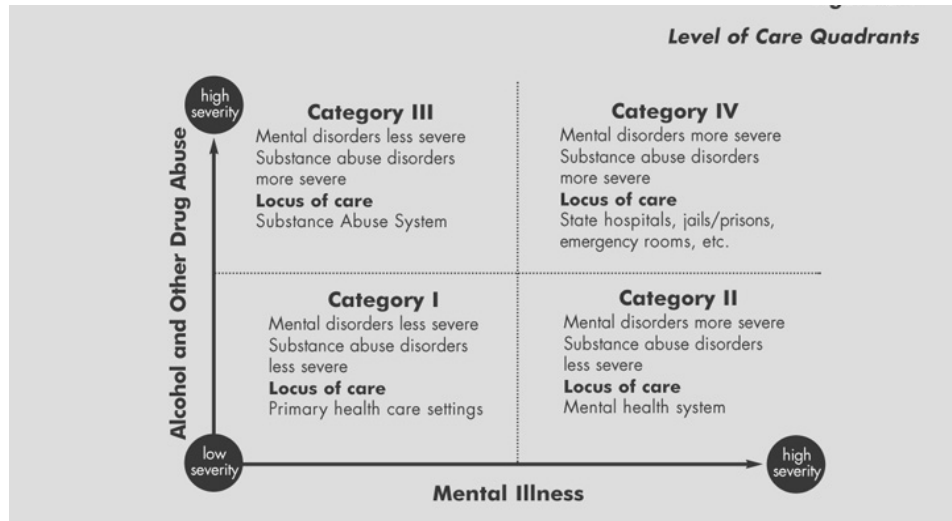 Level of Care Quadrants
high
severity
Category III
Mental disorders less severe
Substance abuse disorders
more severe
Locus of care
Substance Abuse System
Category IV
Mental disorders more severe
Substance abuse disorders
more severe
Locus of care
State hospitals, jails/prisons,
emergency rooms, etc.
Alcohol and Other Drug Abuse
Category I
Mental disorders less severe
Substance abuse disorders
less severe
Locus of care
Primary health care settings
Category II
Mental disorders more severe
Substance abuse disorders
less severe
Locus of care
Mental health system
low
severity
high
severity
Mental Illness